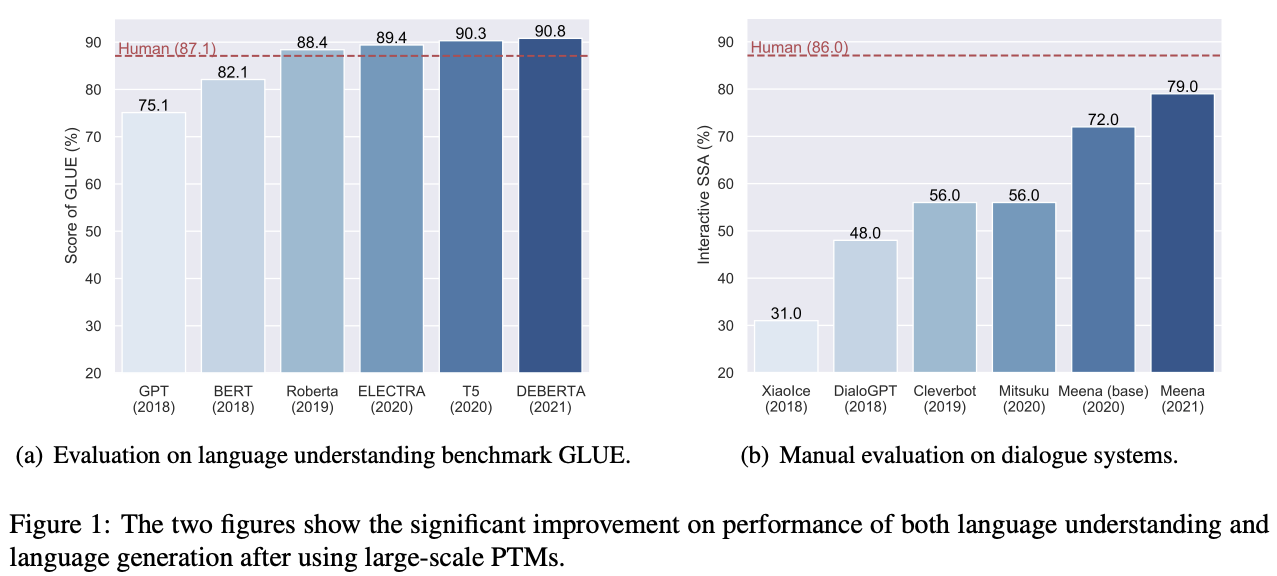 Score of GLUE (%)
90
80
70
60
50
40
30
20
Human (87.1)
75.1
82.1
88.4
89.4
90.3
90.8
GPT
(2018)
BERT
(2018)
Roberta
(2019)
ELECTRA
(2020)
T5
(2020)
DEBERTA
(2021)
(a) Evaluation on language understanding benchmark GLUE.
Interactive SSA (%)
90
80
70
60
50
40
30
20
Human (86.0)
31.0
48.0
56.0
56.0
72.0
79.0
XiaoIce
(2018)
DialoGPT
(2018)
Cleverbot
(2019)
Mitsuku
(2020)
Meena (base)
(2020)
Meena
(2021)
(b) Manual evaluation on dialogue systems.
Figure 1: The two figures show the significant improvement on performance of both language understanding and
language generation after using large-scale PTMs.